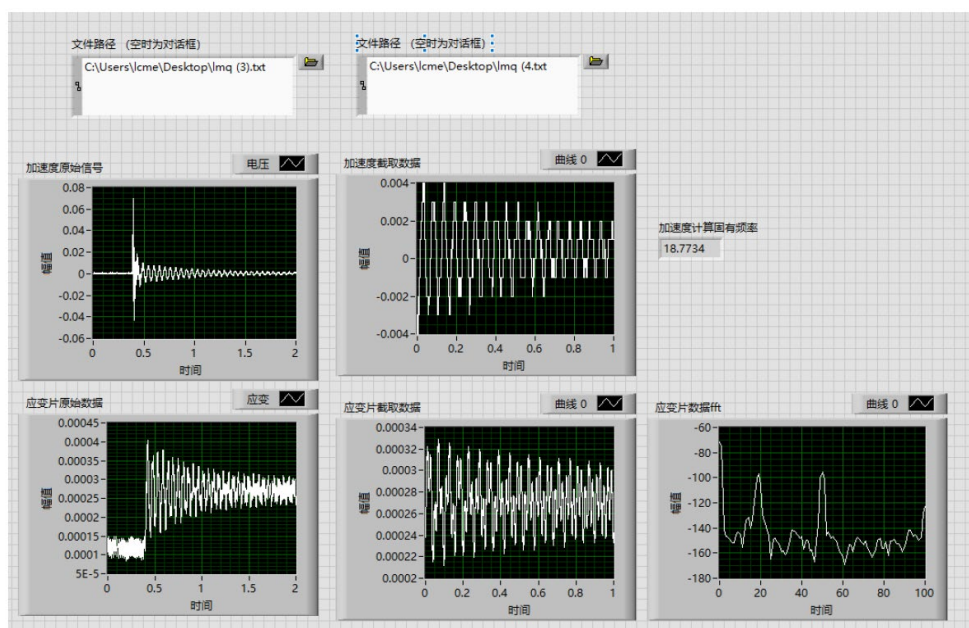 文件路径 （空时为对话框）
C:\Users\lcme\Desktop\lmq (3).txt
文件路径 （空时为对话框）
C:\Users\lcme\Desktop\lmq (4.txt
加速度原始信号
电压
幅值
0.08
0.06
0.04
0.02
0
-0.02
-0.04
-0.06
0 0.5 1 1.5 2
时间
加速度截取数据
曲线 0
幅值
0.004
0.002
0
-0.002
-0.004
0 0.2 0.4 0.6 0.8 1
时间
加速度计算固有频率
18.7734
应变片原始数据
应变
幅值
0.00045
0.0004
0.00035
0.0003
0.00025
0.0002
0.00015
0.0001
5E-5
0 0.5 1 1.5 2
时间
应变片截取数据
曲线 0
幅值
0.00034
0.00032
0.0003
0.00028
0.00026
0.00024
0.00022
0.0002
0 0.2 0.4 0.6 0.8 1
时间
应变片数据fft
曲线 0
幅值
-60
-80
-100
-120
-140
-160
-180
0 20 40 60 80 100
时间